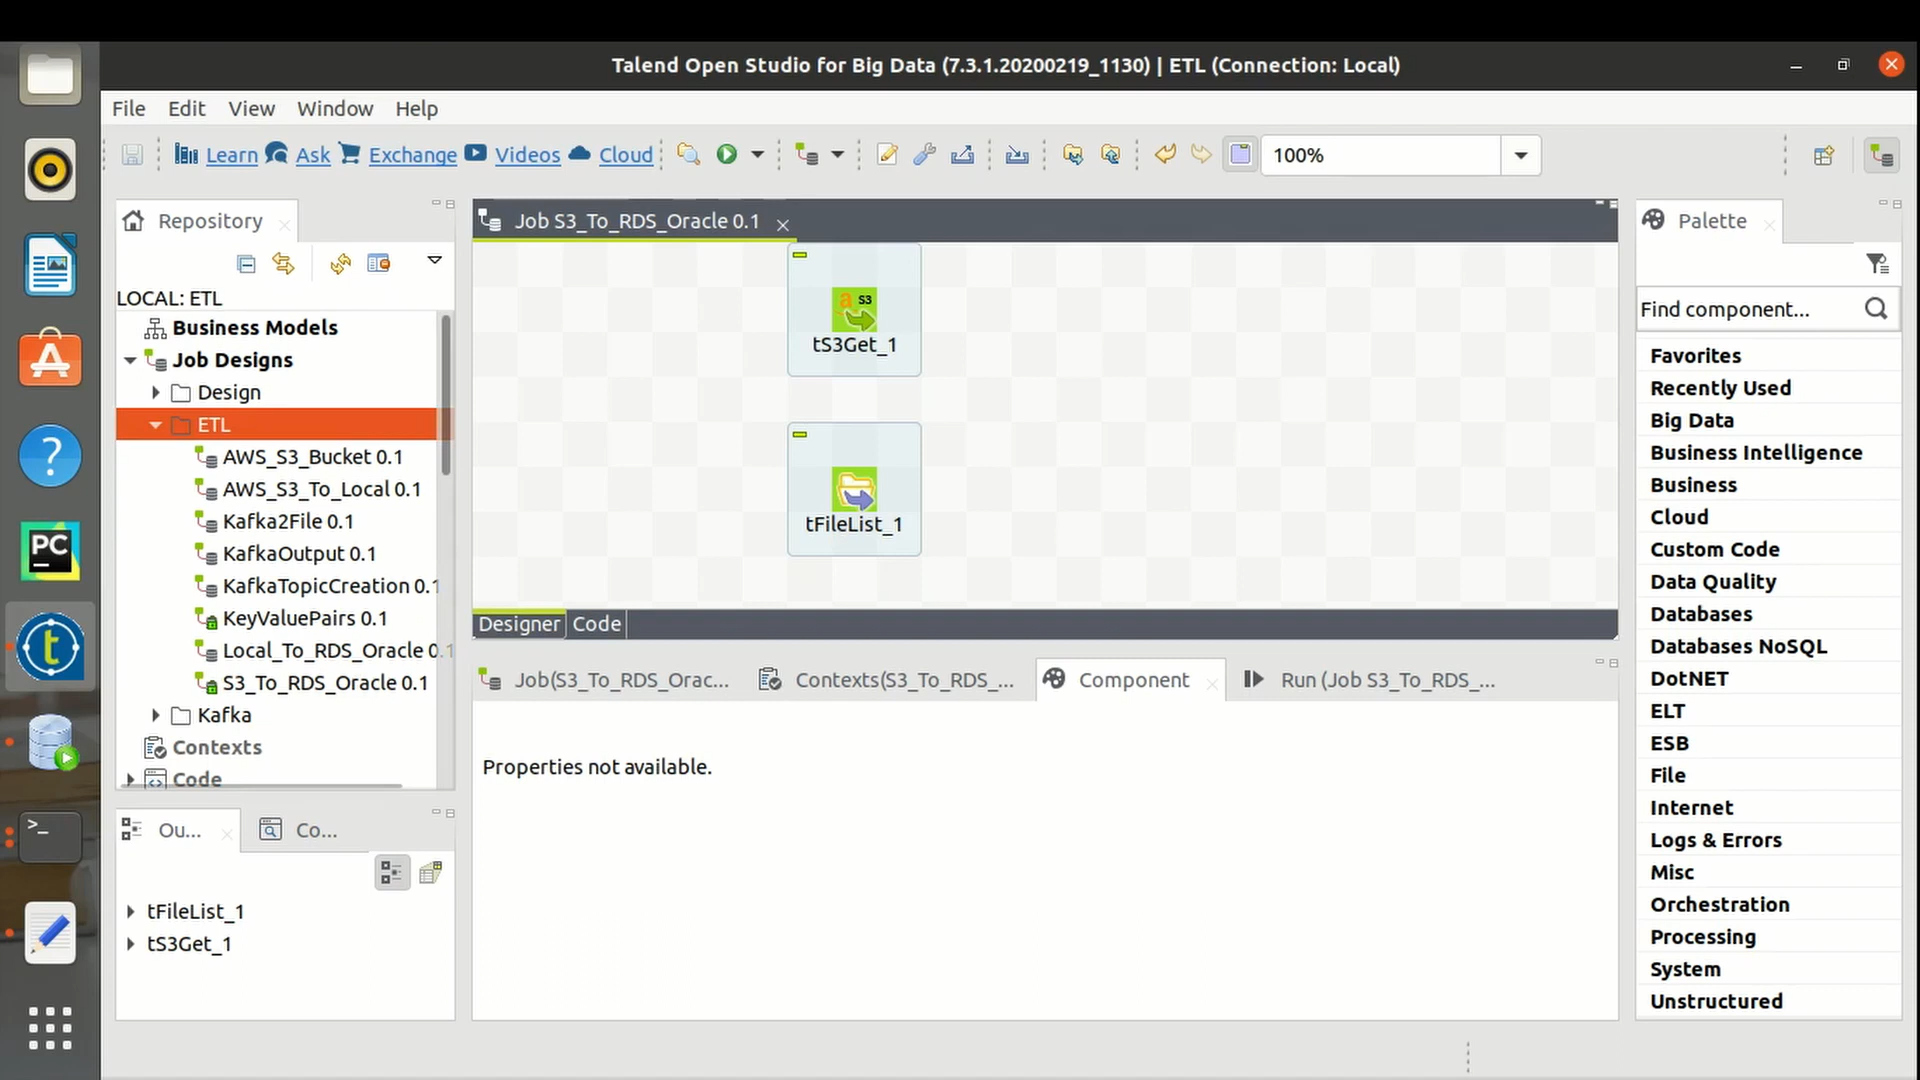 Talend Open Studio for Big Data (7.3.1.20200219_1130) | ETL (Connection: Local)
File Edit View Window Help
Learn Ask Exchange Videos Cloud 100%
Repository
LOCAL: ETL
Business Models
Job Designs
Design
ETL
AWS_S3_Bucket 0.1
AWS_S3_To_Local 0.1
Kafka2File 0.1
KafkaOutput 0.1
KafkaTopicCreation 0.1
KeyValuePairs 0.1
Local_To_RDS_Oracle 0.1
S3_To_RDS_Oracle 0.1
Kafka
Contexts
Code
Ou...
Co...
tFileList_1
tS3Get_1
Job S3_To_RDS_Oracle 0.1
a S3
tS3Get_1
tFileList_1
Designer Code
Job(S3_To_RDS_Orac...
Contexts(S3_To_RDS_...
Component
Run (Job S3_To_RDS_...
Properties not available.
Palette
Find component...
Favorites
Recently Used
Big Data
Business Intelligence
Business
Cloud
Custom Code
Data Quality
Databases
Databases NoSQL
DotNET
ELT
ESB
File
Internet
Logs & Errors
Misc
Orchestration
Processing
System
Unstructured
PC
t
?
>_